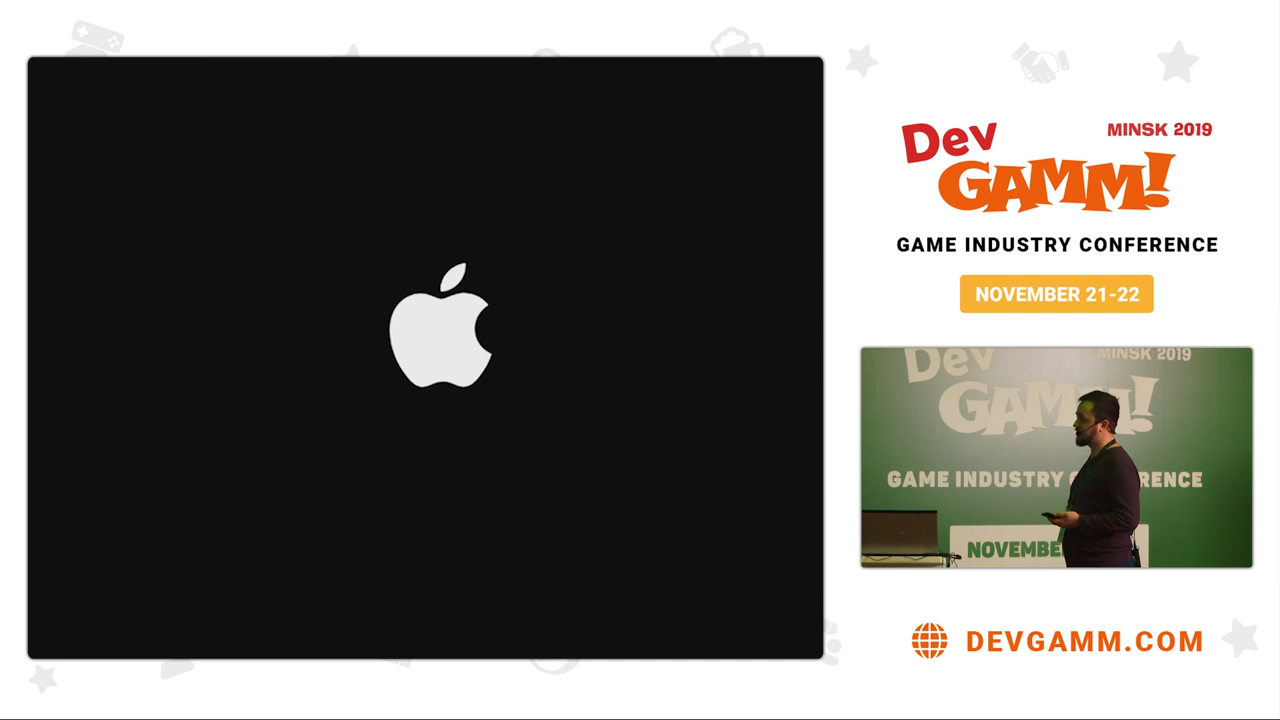 Dev
MINSK 2019
GAMM!
GAME INDUSTRY CONFERENCE
NOVEMBER 21-22
Dev
MINSK 2019
GAMM!
GAME INDUSTRY C RENCE
NOVEMBE
DEVGAMM.COM